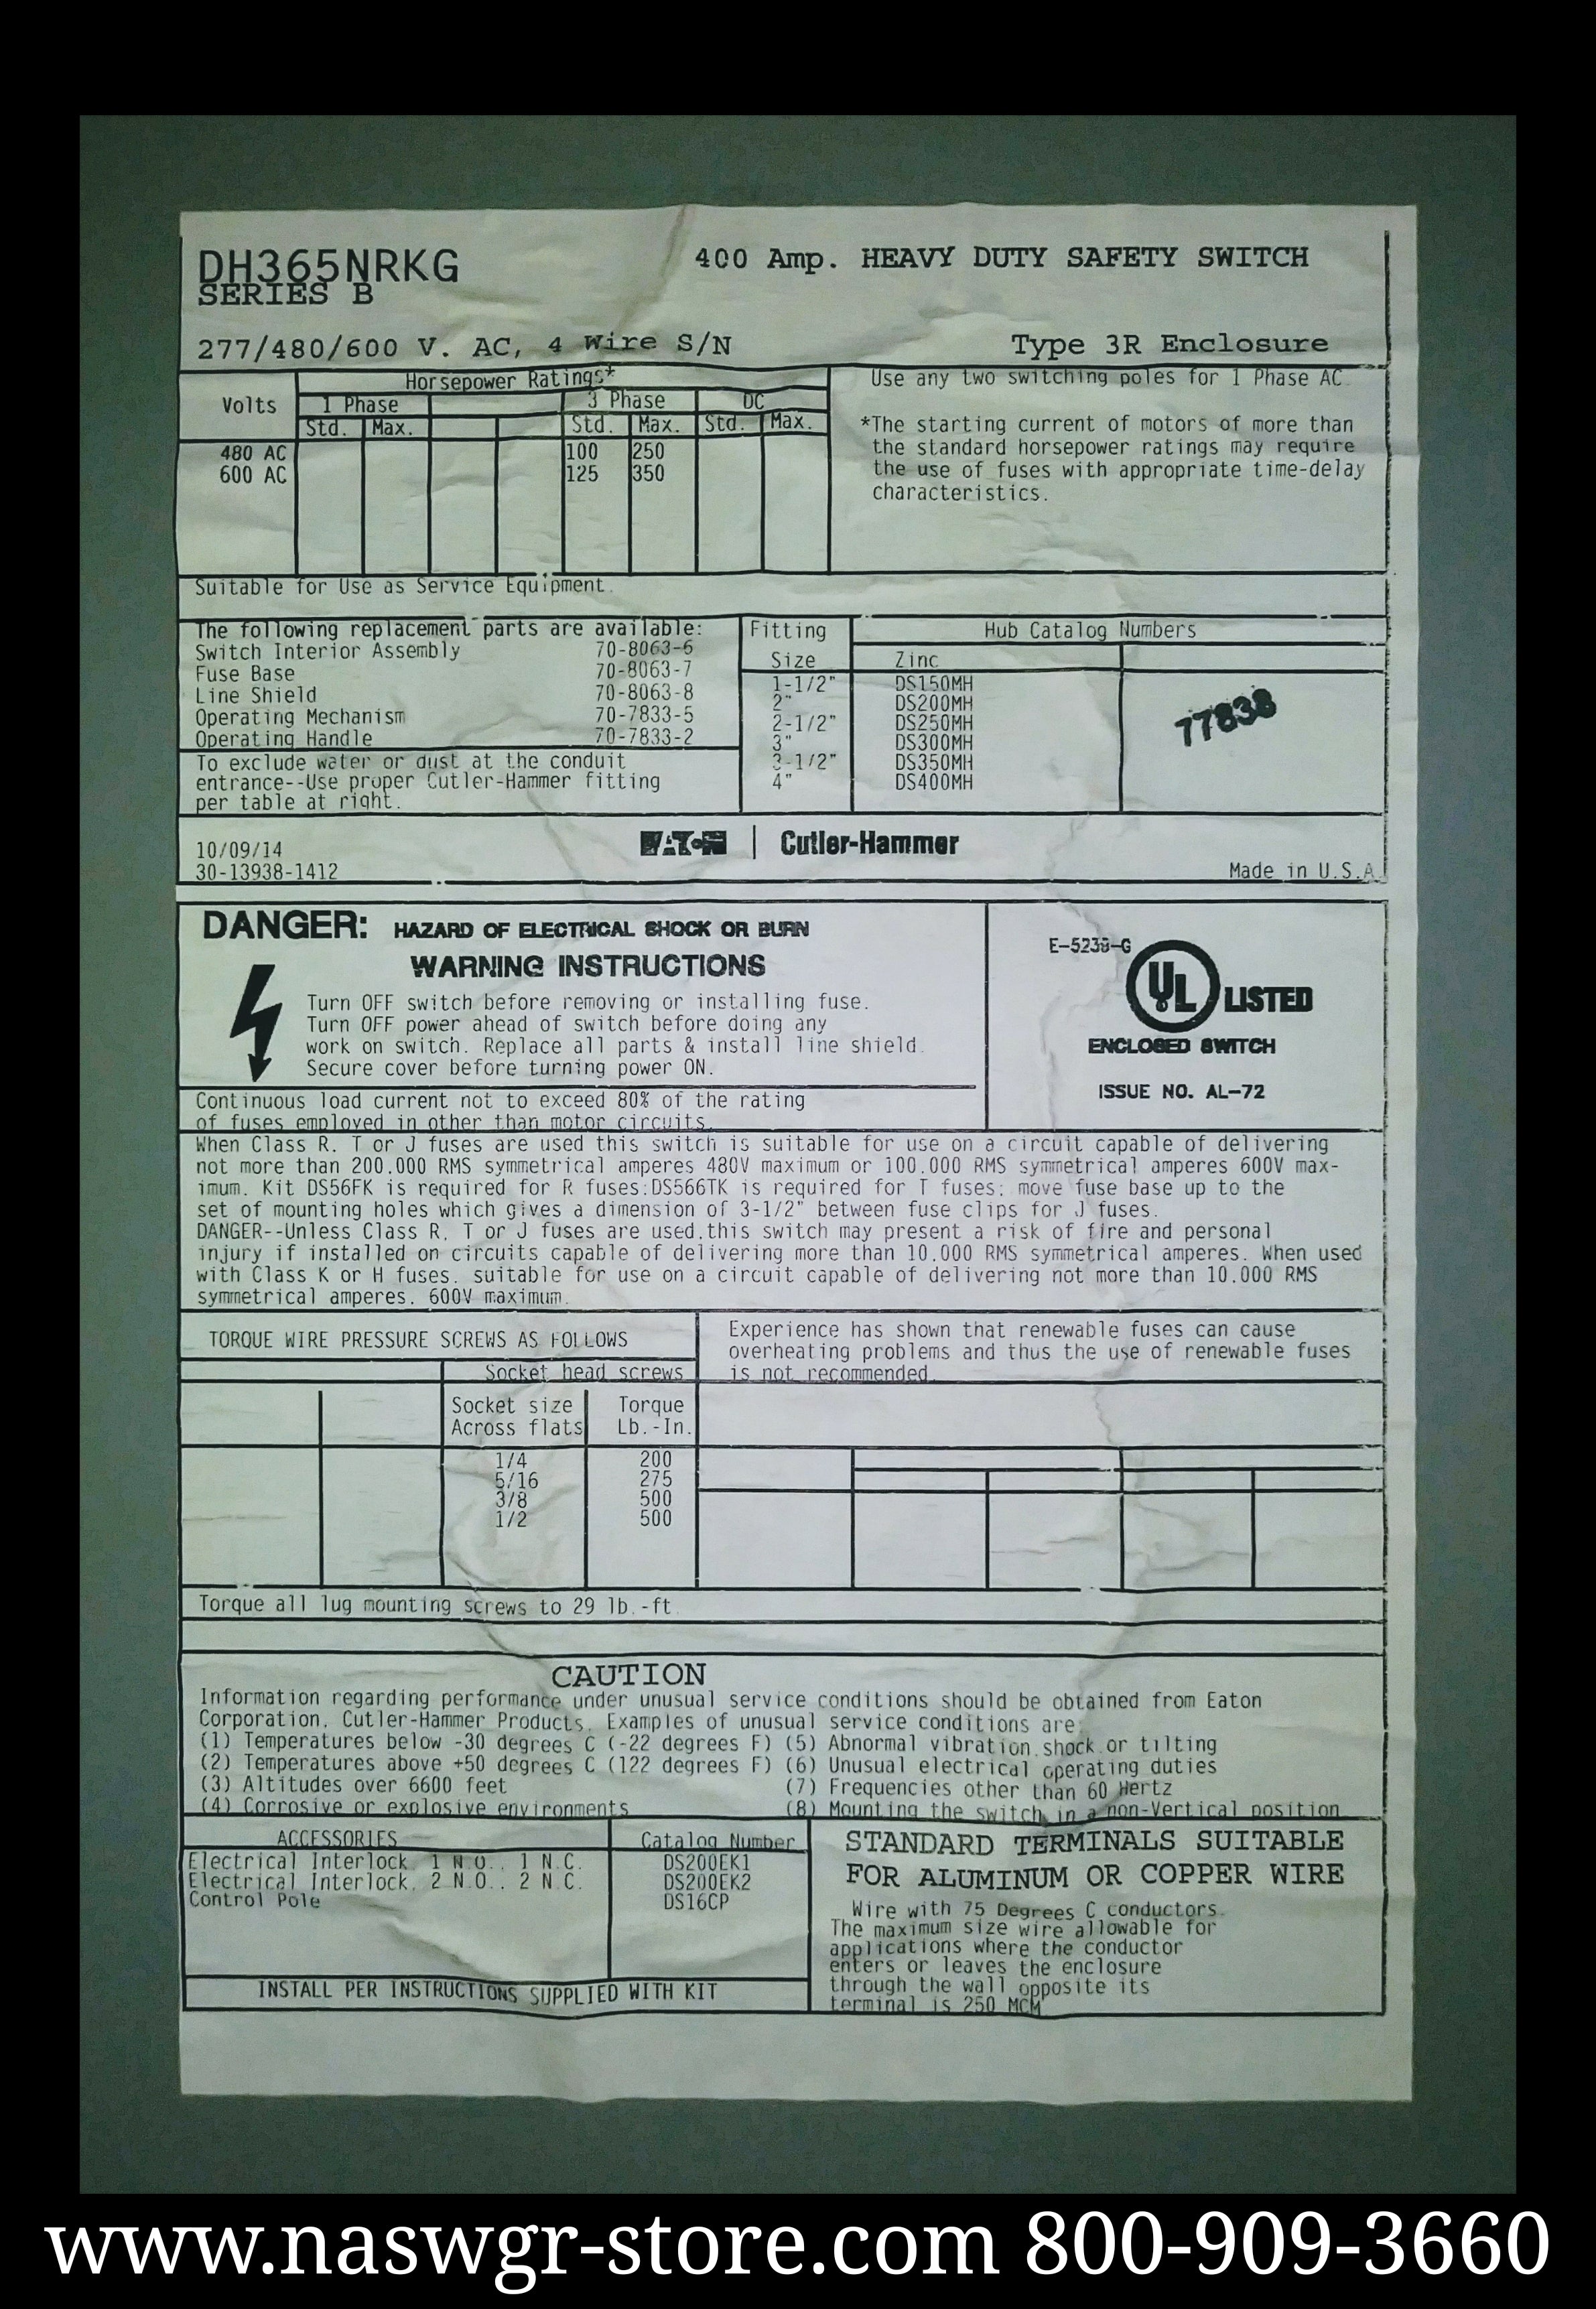 DH365NRKG
SERIES B
400 Amp. HEAVY DUTY SAFETY SWITCH
277/480/600 V. AC, 4 Wire S/N
Type 3R Enclosure
Horsepower Ratings*
Volts 1 Phase 3 Phase DC
Std. Max. Std. Max. Std. Max.
480 AC 100 250
600 AC 125 350
Use any two switching poles for 1 Phase AC.
*The starting current of motors of more than
the standard horsepower ratings may require
the use of fuses with appropriate time-delay
characteristics.
Suitable for Use as Service Equipment.
The following replacement parts are available:
Switch Interior Assembly 70-8063-6
Fuse Base 70-8063-7
Line Shield 70-8063-8
Operating Mechanism 70-7833-5
Operating Handle 70-7833-2
To exclude water or dust at the conduit
entrance--Use proper Cutler-Hammer fitting
per table at right.
Fitting Hub Catalog Numbers
Size Zinc
1-1/2" DS150MH
2" DS200MH
2-1/2" DS250MH
3" DS300MH
3-1/2" DS350MH
4" DS400MH
77838
10/09/14
30-13938-1412
EATON | Cutler-Hammer
Made in U.S.A.
DANGER: HAZARD OF ELECTRICAL SHOCK OR BURN
WARNING INSTRUCTIONS
Turn OFF switch before removing or installing fuse.
Turn OFF power ahead of switch before doing any
work on switch. Replace all parts & install line shield.
Secure cover before turning power ON.
E-5239-G
UL LISTED
ENCLOSED SWITCH
ISSUE NO. AL-72
Continuous load current not to exceed 80% of the rating
of fuses employed in other than motor circuits.
When Class R, T or J fuses are used this switch is suitable for use on a circuit capable of delivering
not more than 200,000 RMS symmetrical amperes 480V maximum or 100,000 RMS symmetrical amperes 600V max-
imum. Kit DS56FK is required for R fuses;DS566TK is required for T fuses; move fuse base up to the
set of mounting holes which gives a dimension of 3-1/2" between fuse clips for J fuses.
DANGER--Unless Class R, T or J fuses are used,this switch may present a risk of fire and personal
injury if installed on circuits capable of delivering more than 10,000 RMS symmetrical amperes. When used
with Class K or H fuses, suitable for use on a circuit capable of delivering not more than 10,000 RMS
symmetrical amperes, 600V maximum.
TORQUE WIRE PRESSURE SCREWS AS FOLLOWS
Socket head screws
Socket size Torque
Across flats Lb.-In.
1/4 200
5/16 275
3/8 500
1/2 500
Experience has shown that renewable fuses can cause
overheating problems and thus the use of renewable fuses
is not recommended.
Torque all lug mounting screws to 29 lb.-ft.
CAUTION
Information regarding performance under unusual service conditions should be obtained from Eaton
Corporation, Cutler-Hammer Products. Examples of unusual service conditions are:
(1) Temperatures below -30 degrees C (-22 degrees F) (5) Abnormal vibration,shock or tilting
(2) Temperatures above +50 degrees C (122 degrees F) (6) Unusual electrical operating duties
(3) Altitudes over 6600 feet (7) Frequencies other than 60 Hertz
(4) Corrosive or explosive environments (8) Mounting the switch in a non-Vertical position
ACCESSORIES Catalog Number
Electrical Interlock, 1 N.O., 1 N.C. DS200EK1
Electrical Interlock, 2 N.O., 2 N.C. DS200EK2
Control Pole DS16CP
INSTALL PER INSTRUCTIONS SUPPLIED WITH KIT
STANDARD TERMINALS SUITABLE
FOR ALUMINUM OR COPPER WIRE
Wire with 75 Degrees C conductors.
The maximum size wire allowable for
applications where the conductor
enters or leaves the enclosure
through the wall opposite its
terminal is 250 MCM
www.naswgr-store.com 800-909-3660